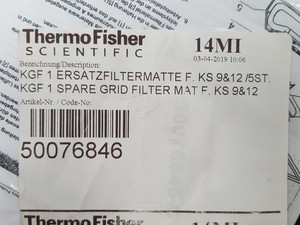 ThermoFisher
SCIENTIFIC
14MI
03-04-2019 10:06
Bezeichnung/Description:
KGF 1 ERSATZFILTERMATTE F. KS 9&12 /5ST.
KGF 1 SPARE GRID FILTER MAT F. KS 9&12
Artikel-Nr. / Code-No:
50076846
ThermoFisher
14MI